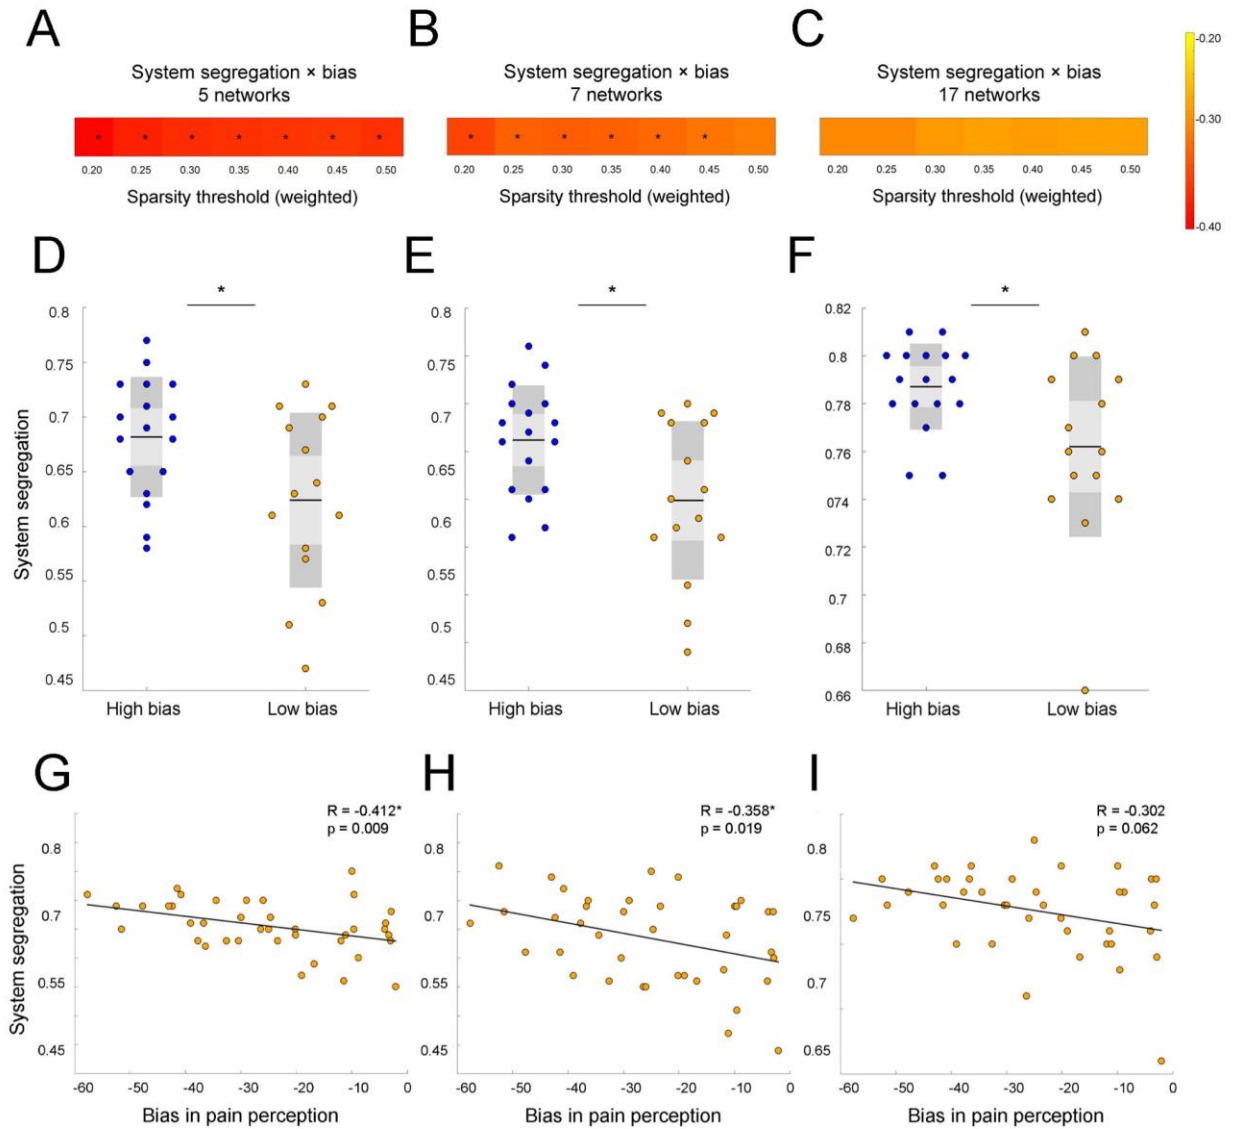 A
B
C
System segregation × bias
5 networks
System segregation × bias
7 networks
System segregation × bias
17 networks
* * * * * * *
* * * * * *
0.20 0.25 0.30 0.35 0.40 0.45 0.50
0.20 0.25 0.30 0.35 0.40 0.45 0.50
0.20 0.25 0.30 0.35 0.40 0.45 0.50
Sparsity threshold (weighted)
Sparsity threshold (weighted)
Sparsity threshold (weighted)
-0.20
-0.30
-0.40
D
E
F
*
*
*
System segregation
0.8
0.75
0.7
0.65
0.6
0.55
0.5
0.45
High bias Low bias
0.8
0.75
0.7
0.65
0.6
0.55
0.5
0.45
High bias Low bias
0.82
0.8
0.78
0.76
074
0.72
0.7
0.68
0.66
High bias Low bias
G
H
I
R = -0.412*
p = 0.009
R = -0.358*
p = 0.019
R = -0.302
p = 0.062
System segregation
0.8
0.7
0.55
0.45
-60 -50 -40 -30 -20 -10 0
Bias in pain perception
0.8
0.7
0.55
0.45
-60 -50 -40 -30 -20 -10 0
Bias in pain perception
0.8
0.75
0.7
0.65
-60 -50 -40 -30 -20 -10 0
Bias in pain perception